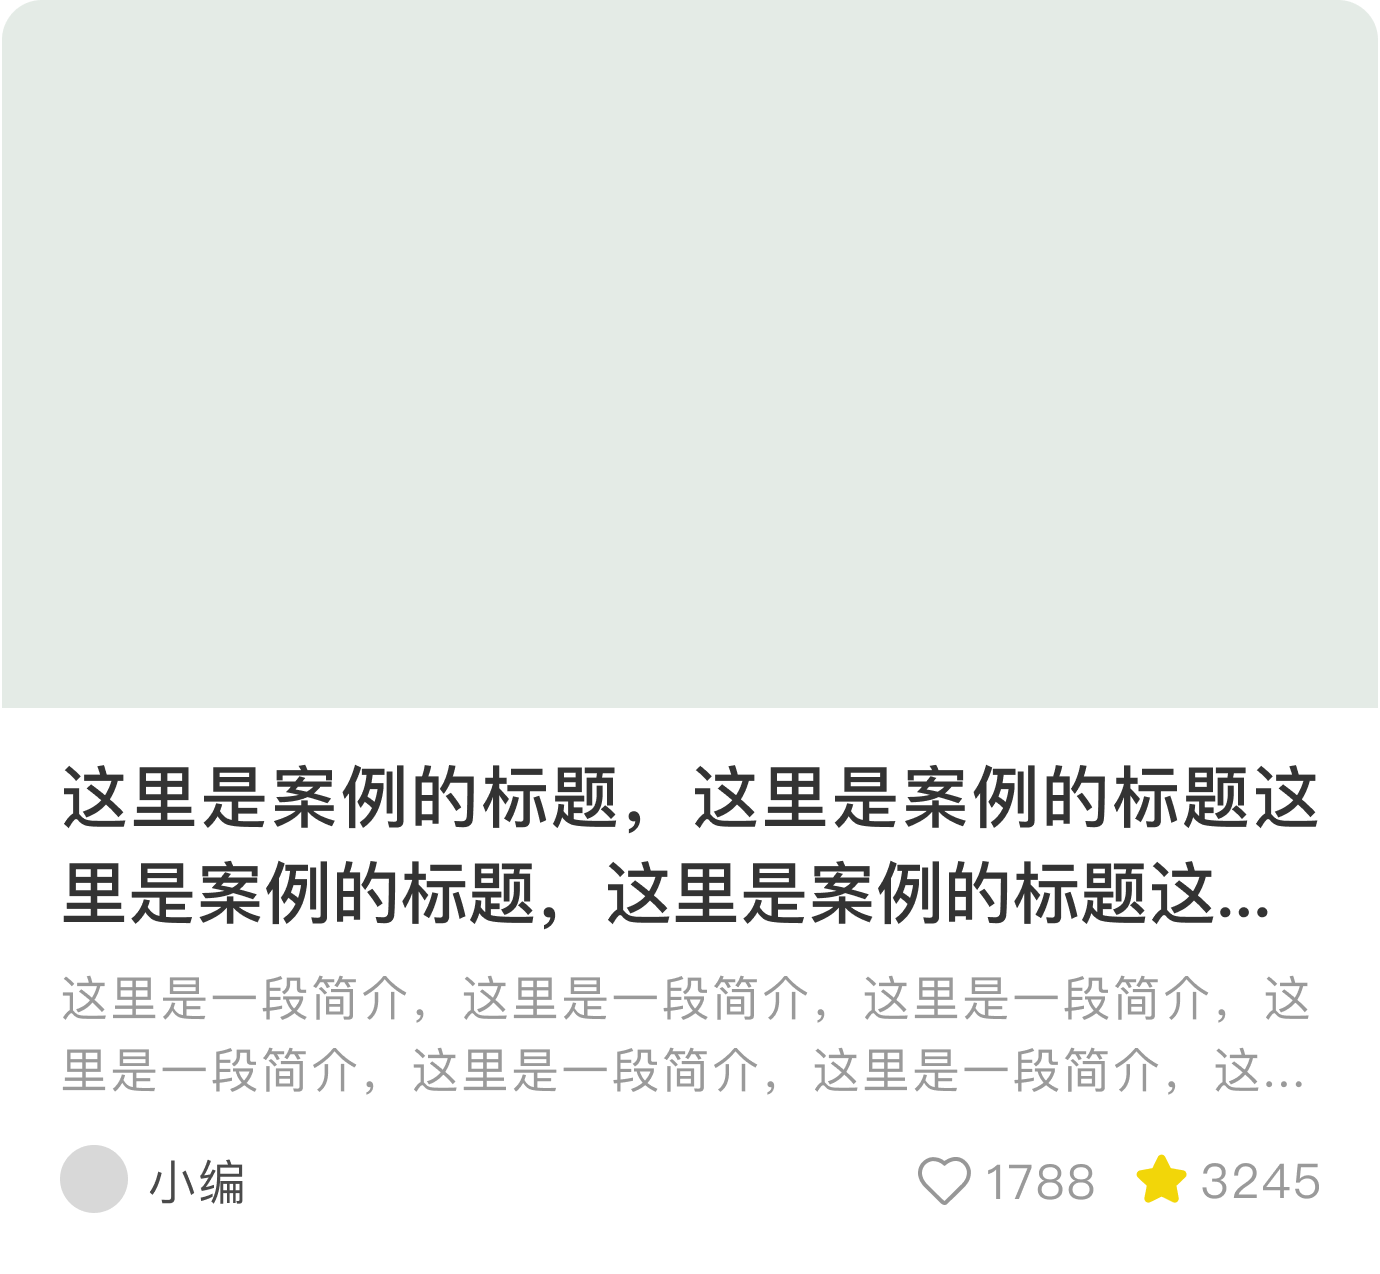 这里是案例的标题，这里是案例的标题这
里是案例的标题，这里是案例的标题这...
这里是一段简介，这里是一段简介，这里是一段简介，这
里是一段简介，这里是一段简介，这里是一段简介，这...
小编 1788 3245